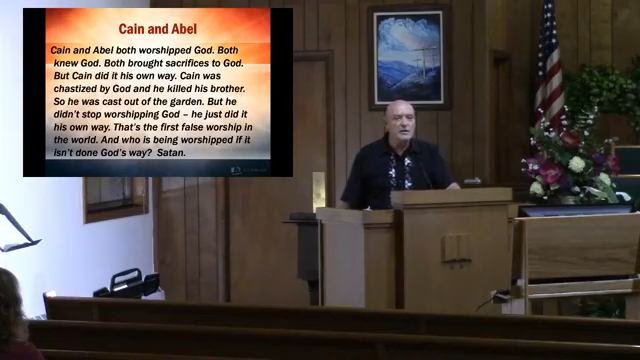 Cain and Abel
Cain and Abel both worshipped God. Both
knew God. Both brought sacrifices to God.
But Cain did it his own way. Cain was
chastized by God and he killed his brother.
So he was cast out of the garden. But he
didn't stop worshipping God – he just did it
his own way. That's the first false worship in
the world. And who is being worshipped if it
isn't done God's way? Satan.